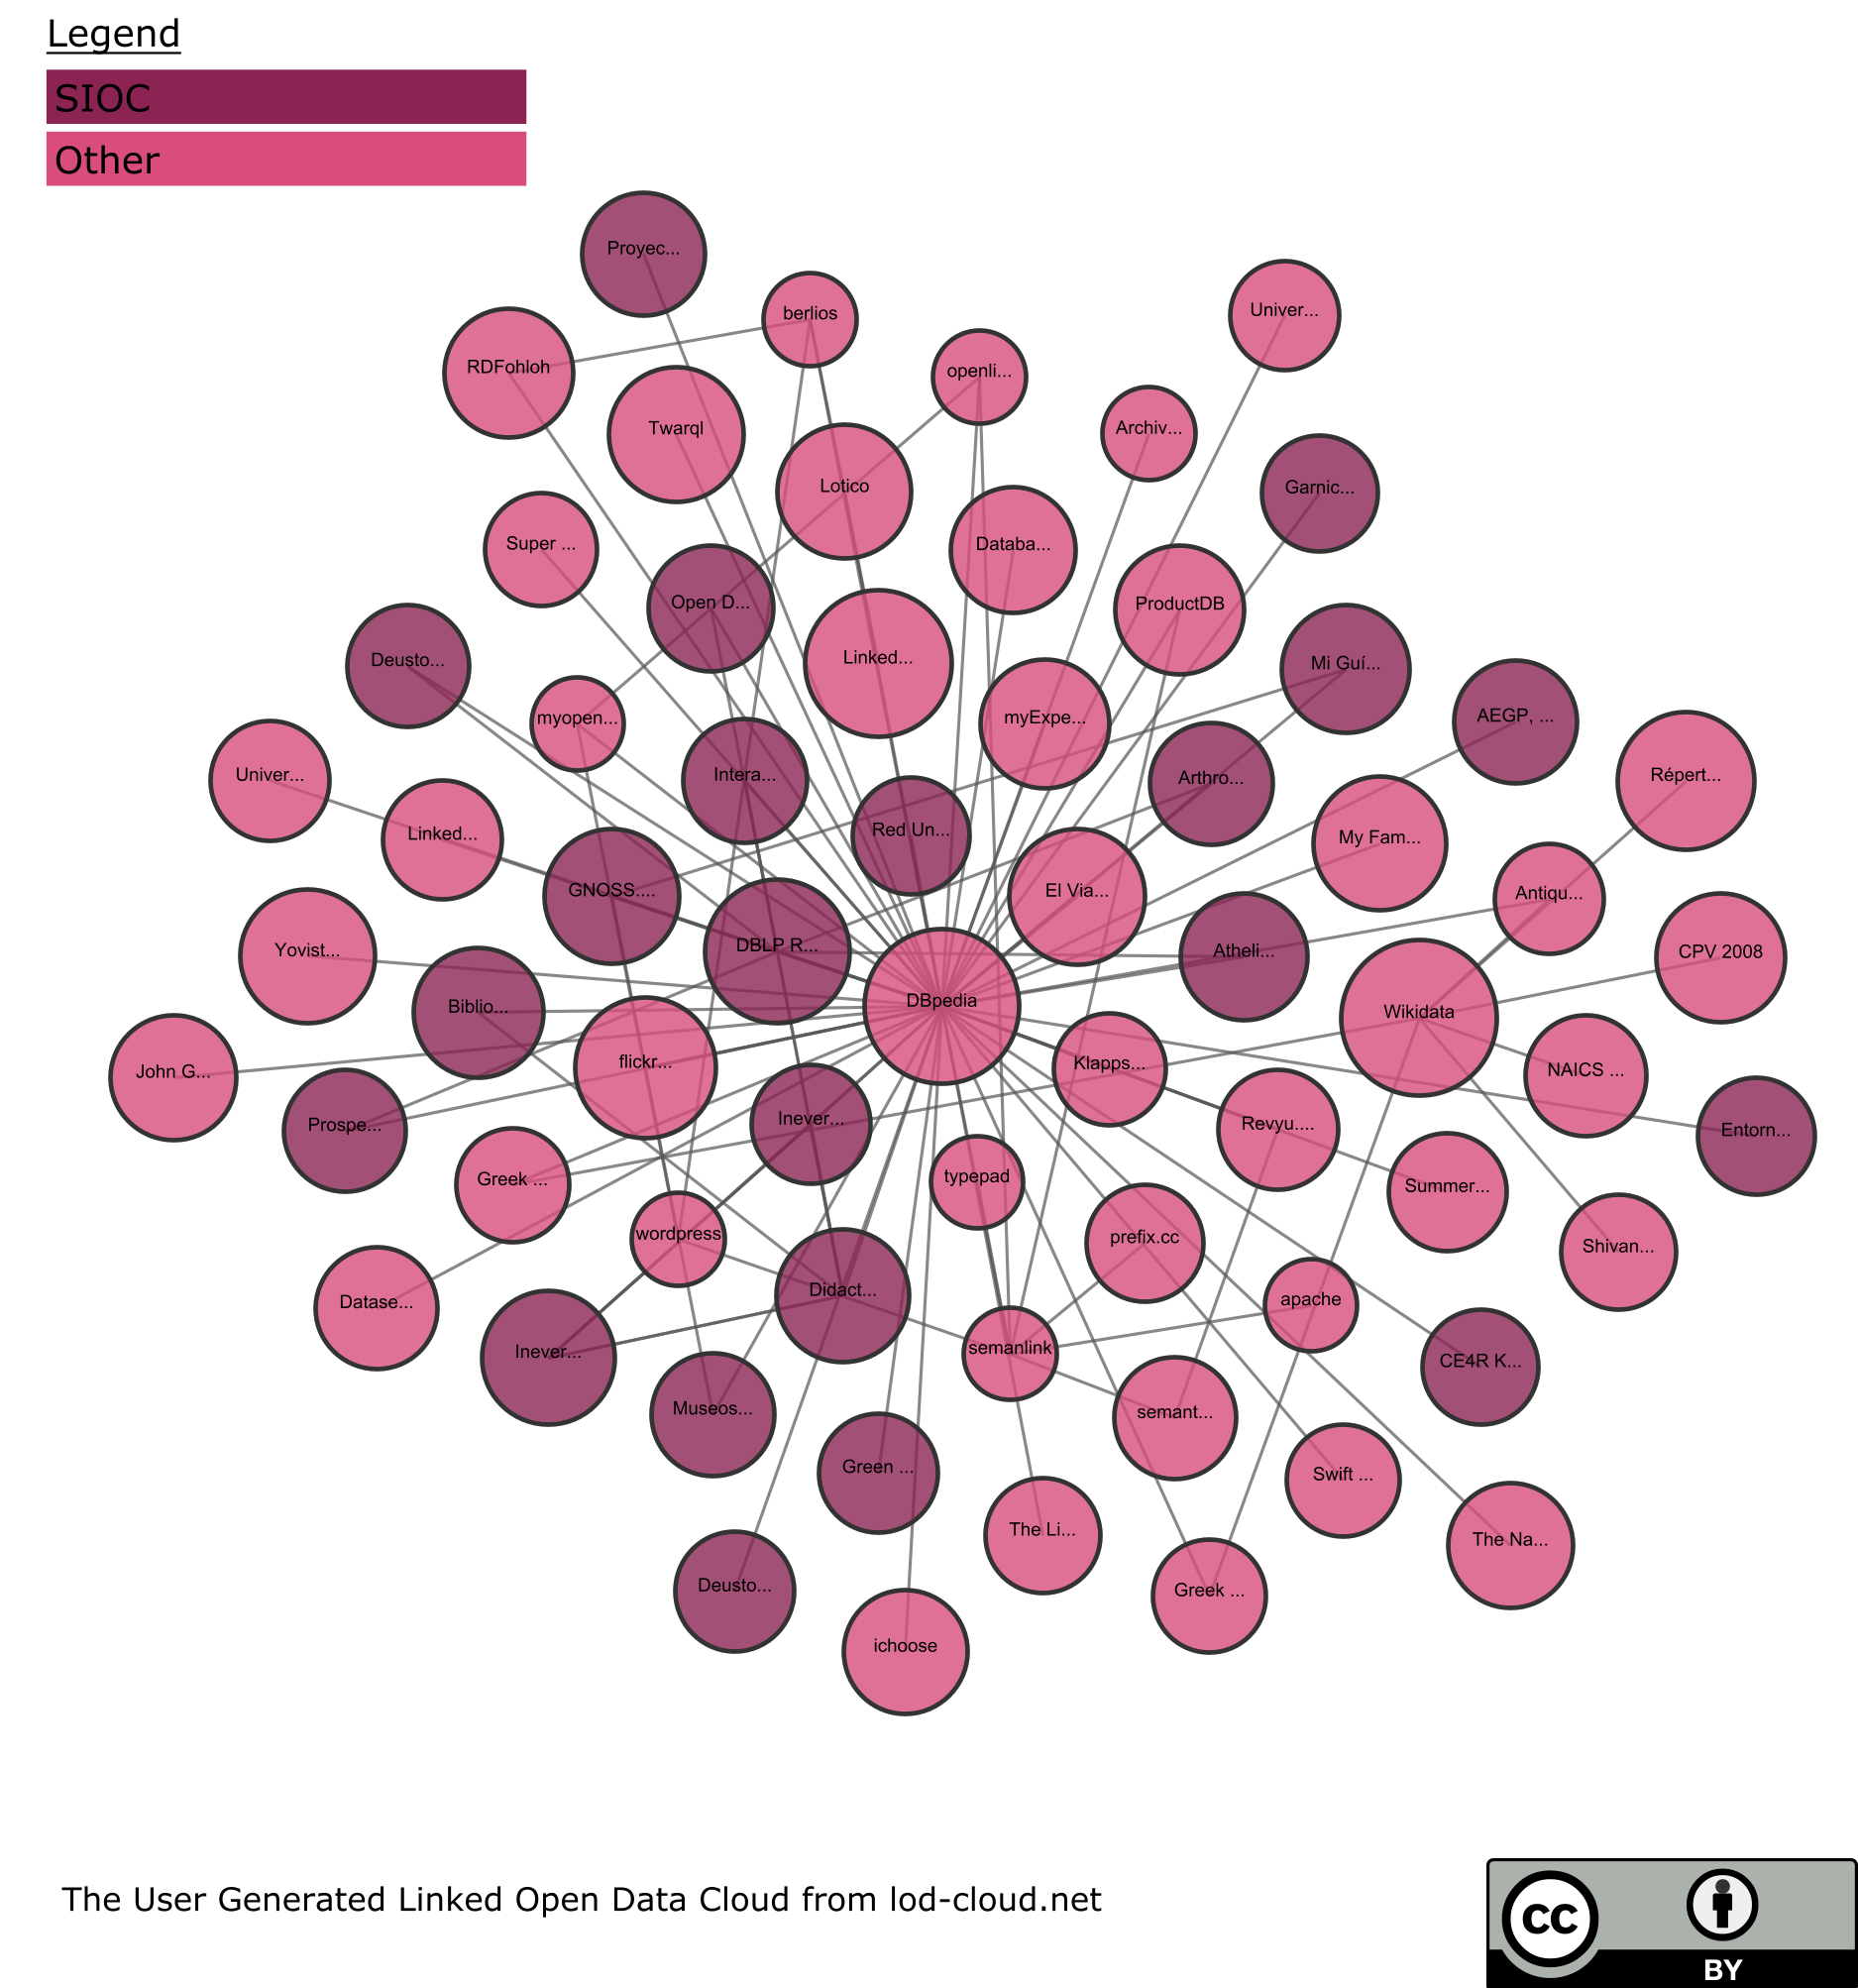 Legend
SIOC
Other
Proyec...
berlios
Univer...
RDFohloh
openli...
Twarql
Archiv...
Lotico
Garnic...
Super ...
Databa...
Open D...
ProductDB
Deusto...
Linked...
Mi Guí...
myopen...
myExpe...
AEGP, ...
Univer...
Intera...
Arthro...
Répert...
Linked...
Red Un...
My Fam...
GNOSS....
El Via...
Antiqu...
Yovist...
DBLP R...
Atheli...
CPV 2008
Biblio...
DBpedia
Wikidata
John G...
flickr...
Klapps...
NAICS ...
Prospe...
Inever...
Revyu....
Entorn...
Greek ...
typepad
Summer...
wordpress
prefix.cc
Shivan...
Datase...
Didact...
apache
Inever...
semanlink
CE4R K...
Museos...
semant...
Green ...
Swift ...
The Li...
The Na...
Deusto...
Greek ...
ichoose
The User Generated Linked Open Data Cloud from lod-cloud.net
cc
BY